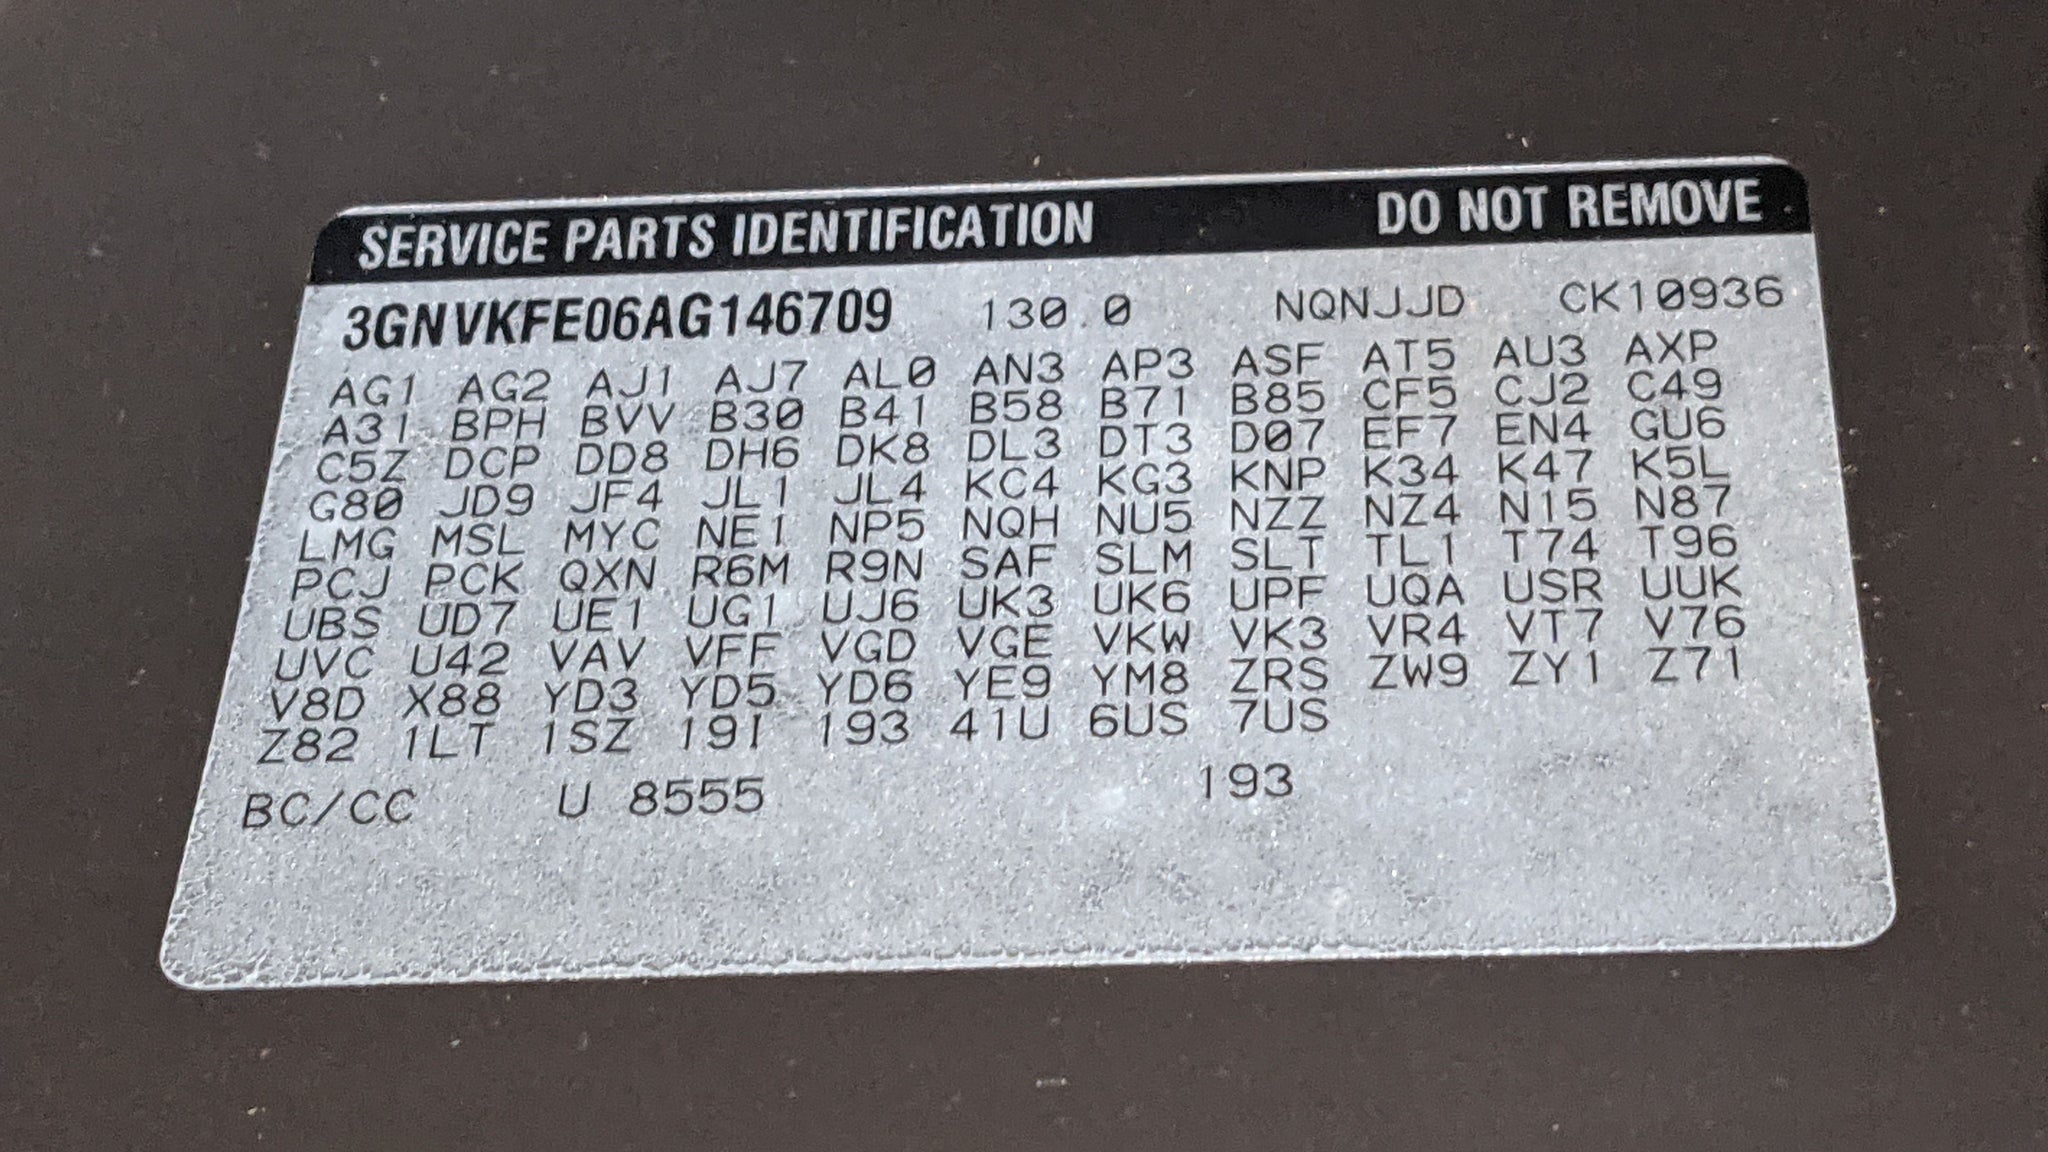 SERVICE PARTS IDENTIFICATION DO NOT REMOVE
3GNVKFE06AG146709 130.0 NQNJJD CK10936
AG1 AG2 AJ1 AJ7 AL0 AN3 AP3 ASF AT5 AU3 AXP
A31 BPH BVV B30 B41 B58 B71 B85 CF5 CJ2 C49
C5Z DCP DD8 DH6 DK8 DL3 DT3 D07 EF7 EN4 GU6
G80 JD9 JF4 JL1 JL4 KC4 KG3 KNP K34 K47 K5L
LMG MSL MYC NE1 NP5 NQH NU5 NZZ NZ4 N15 N87
PCJ PCK QXN R6M R9N SAF SLM SLT TL1 T74 T96
UBS UD7 UE1 UG1 UJ6 UK3 UK6 UPF UQA USR UUK
UVC U42 VAV VFF VGD VGE VKW VK3 VR4 VT7 V76
V8D X88 YD3 YD5 YD6 YE9 YM8 ZRS ZW9 ZY1 Z71
Z82 1LT 1SZ 19I 193 41U 6US 7US
BC/CC U 8555 193